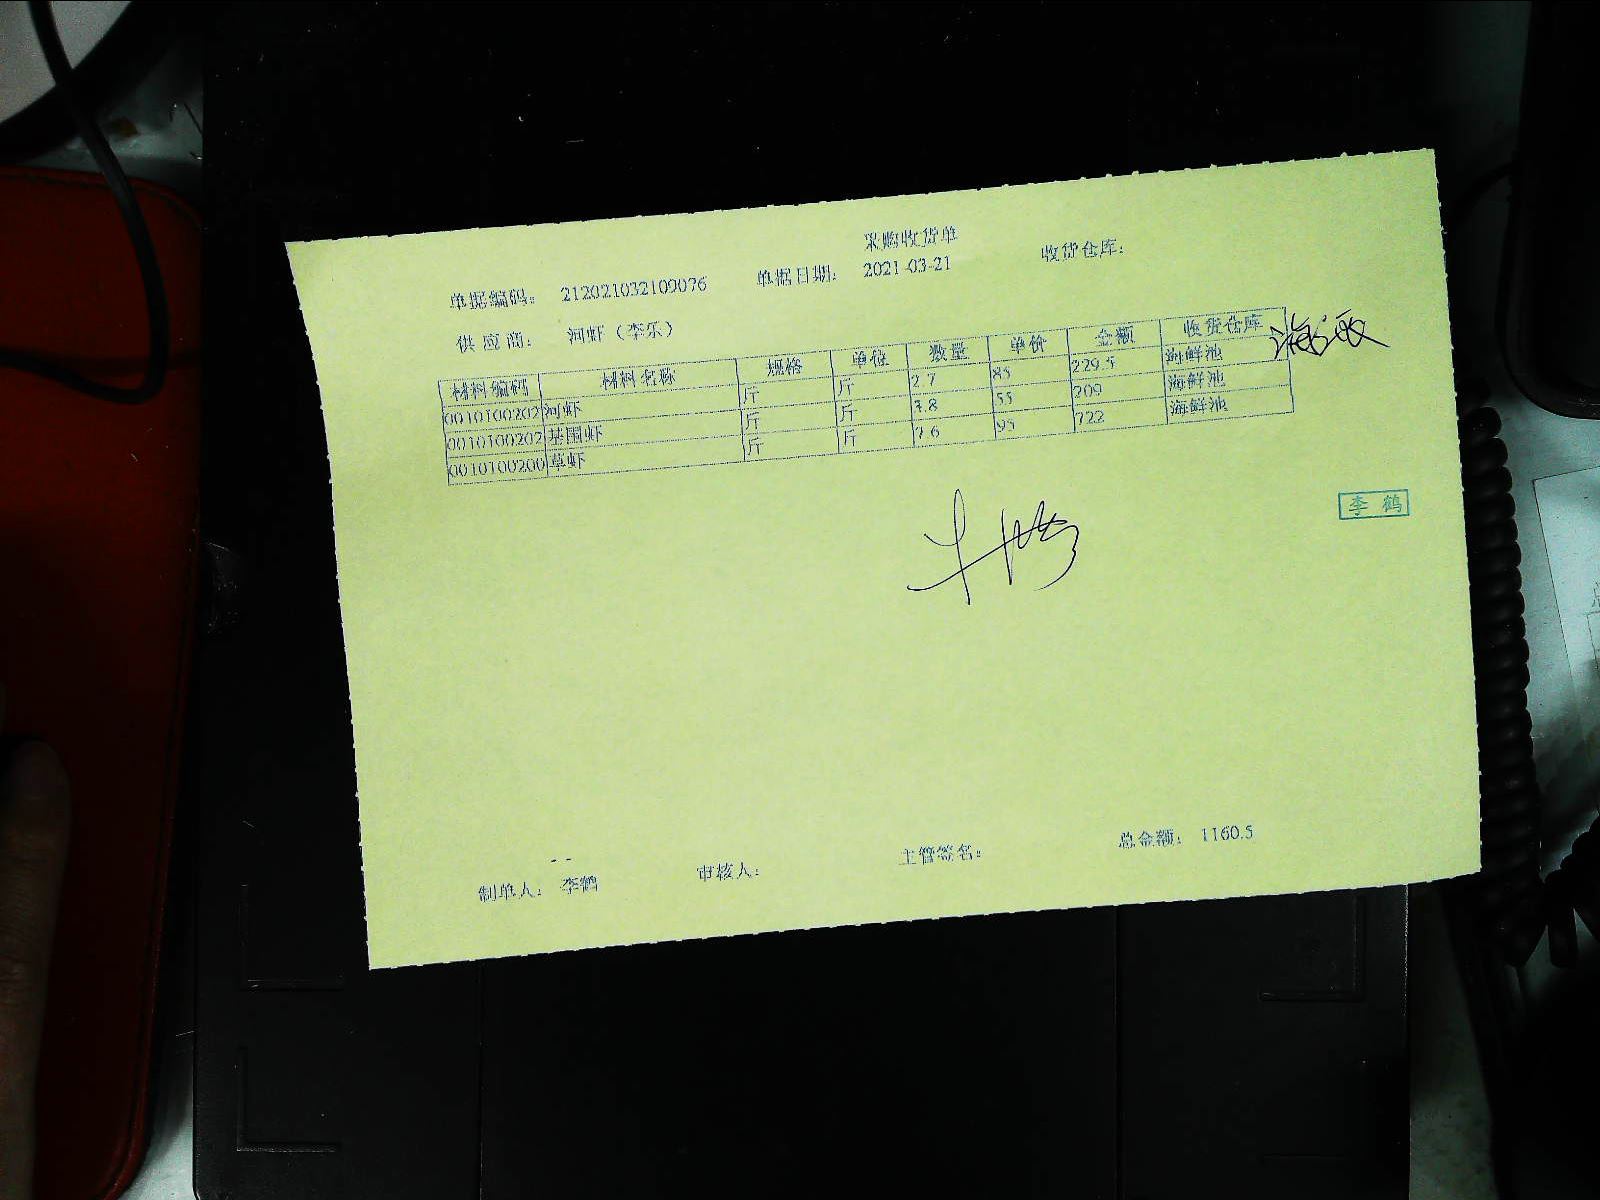 采购收货单
单据编码： 212021032109076 单据日期： 2021-03-21 收货仓库：
供应商： 河虾（李乐）
材料编码 材料名称 规格 单位 数量 单价 金额 收货仓库
0010100202 河虾 斤 斤 2.7 85 229.5 海鲜池
0010100202 基围虾 斤 斤 3.8 55 209 海鲜池
0010100200 草虾 斤 斤 7.6 95 722 海鲜池
李 鹤
- -
制单人： 李鹤 审核人： 主管签名： 总金额： 1160.5